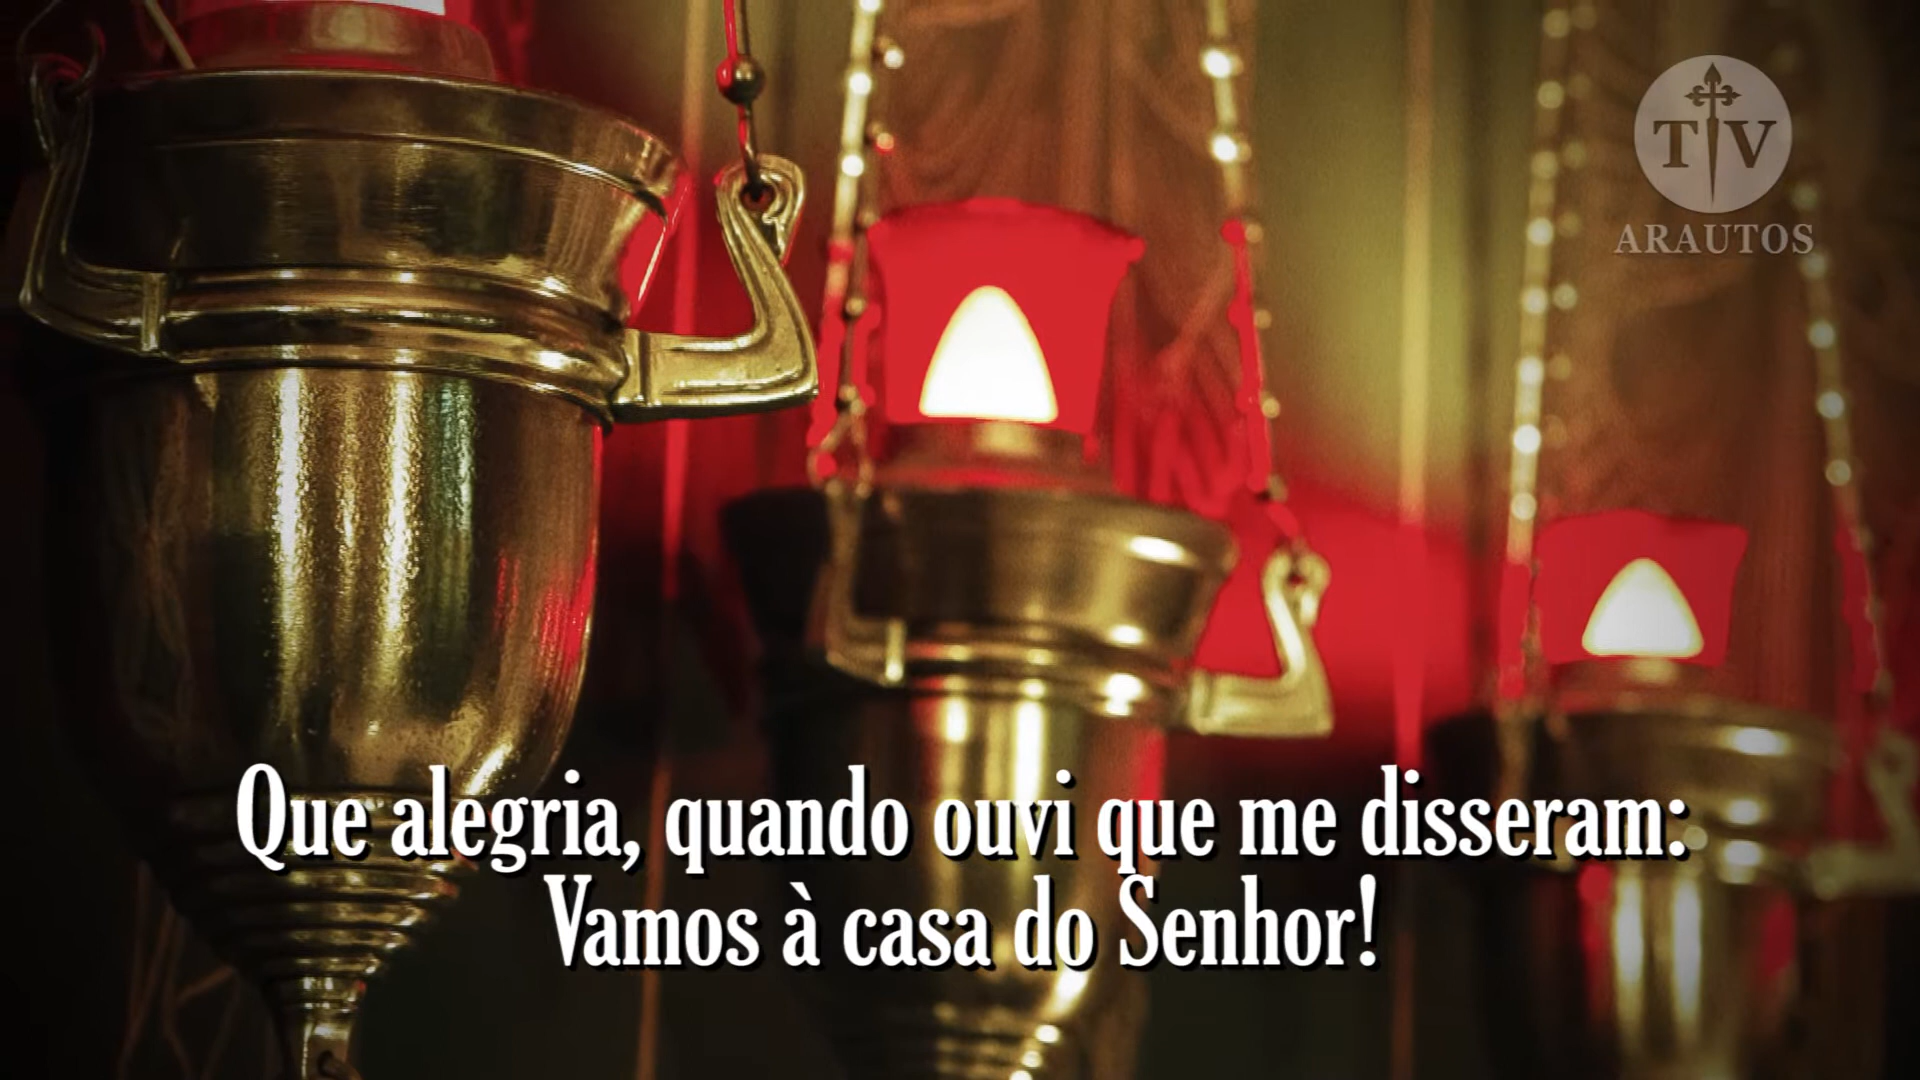 TV
ARAUTOS
Que alegria, quando ouvi que me disseram:
Vamos à casa do Senhor!